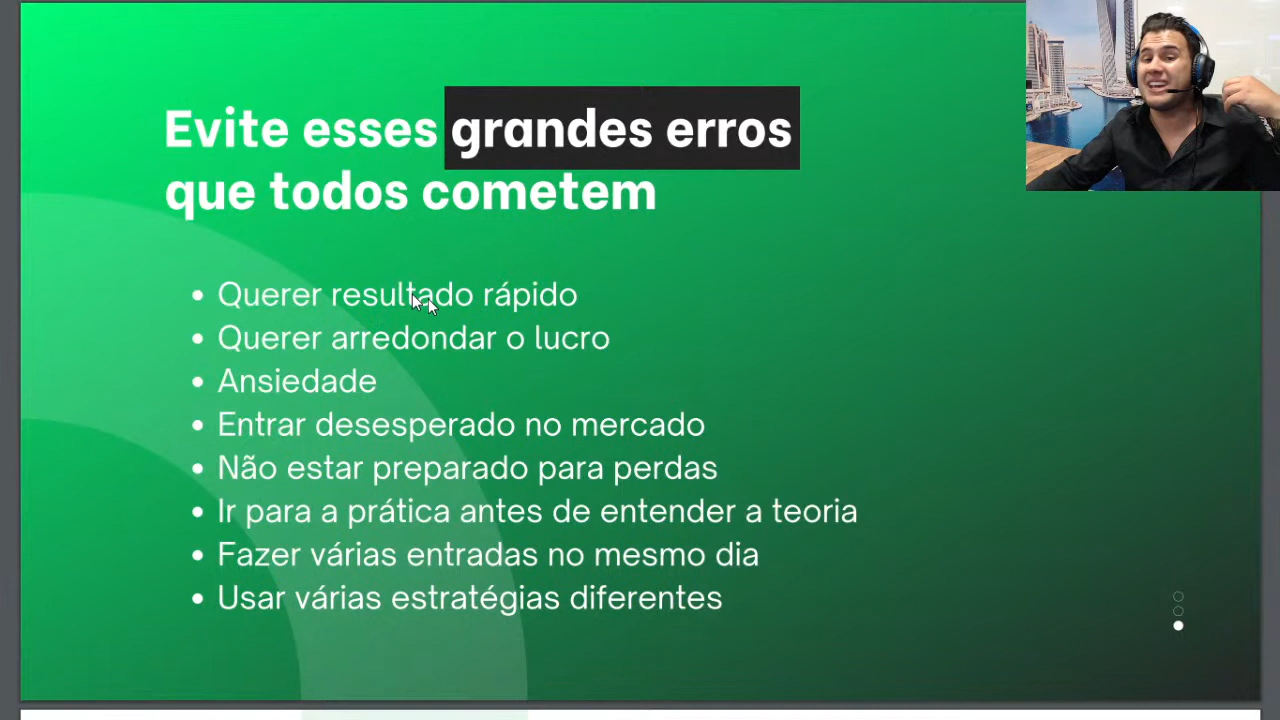 Evite esses grandes erros
que todos cometem
Querer resultado rápido
Querer arredondar o lucro
Ansiedade
Entrar desesperado no mercado
Não estar preparado para perdas
Ir para a prática antes de entender a teoria
Fazer várias entradas no mesmo dia
Usar várias estratégias diferentes